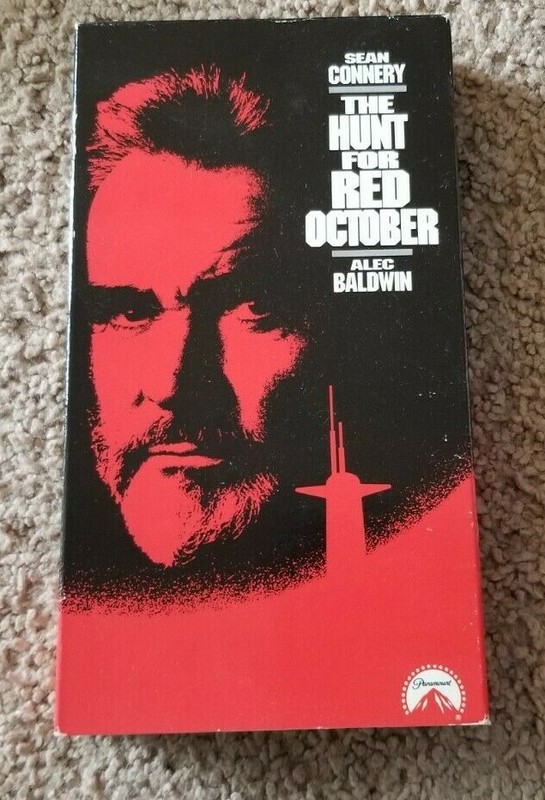 SEAN
CONNERY
THE
HUNT
FOR
RED
OCTOBER
ALEC
BALDWIN
Paramount
®